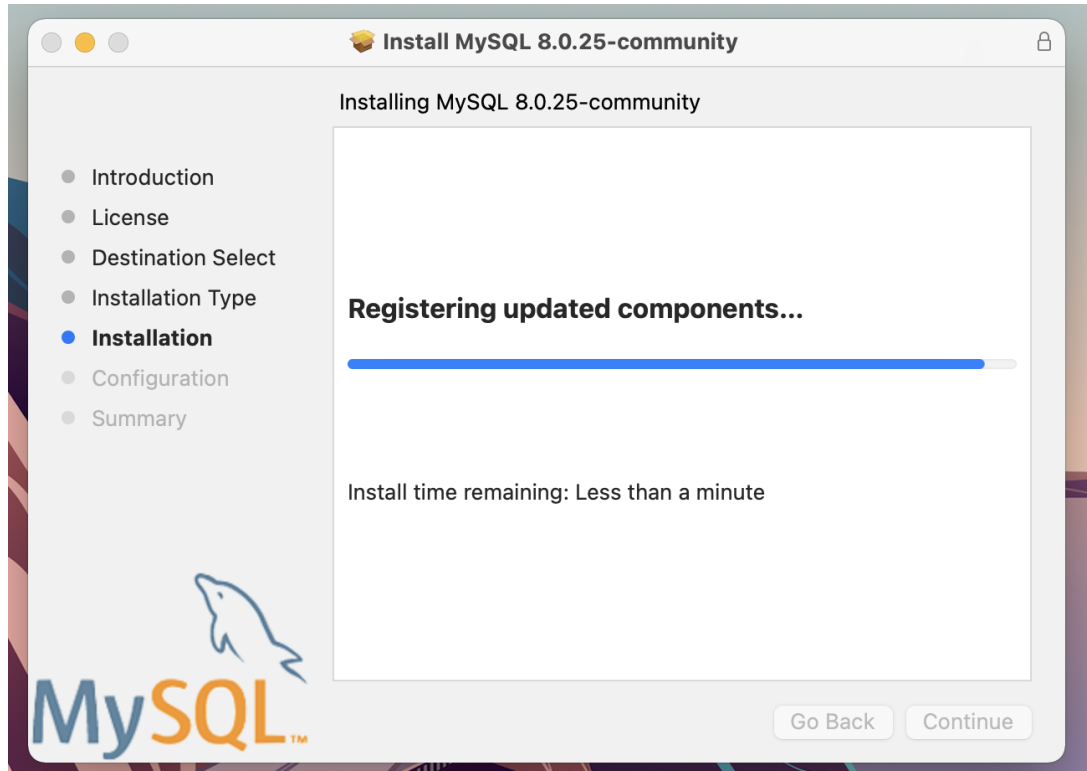 Install MySQL 8.0.25-community
Installing MySQL 8.0.25-community
Introduction
License
Destination Select
Installation Type
Installation
Configuration
Summary
Registering updated components...
Install time remaining: Less than a minute
MySQL™
Go Back
Continue